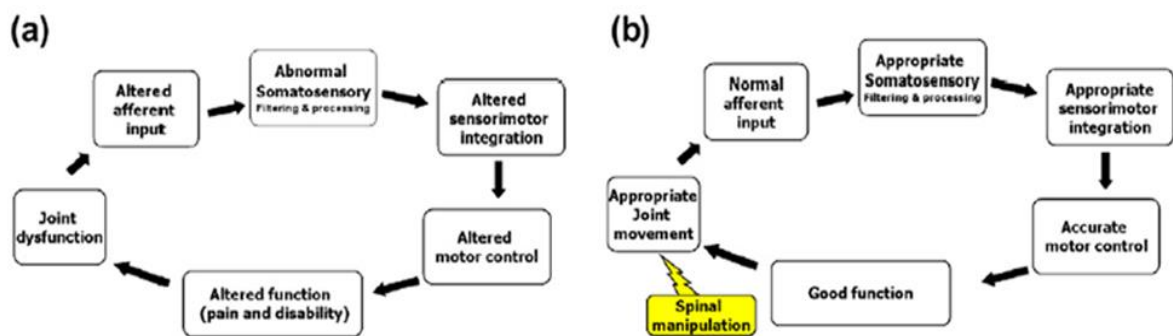 (a)
Altered
afferent
input
Abnormal
Somatosensory
Filtering & processing
Altered
sensorimotor
integration
Altered
motor control
Altered function
(pain and disability)
Joint
dysfunction
(b)
Normal
afferent
input
Appropriate
Somatosensory
Filtering & processing
Appropriate
sensorimotor
integration
Accurate
motor control
Good function
Appropriate
Joint
movement
Spinal
manipulation